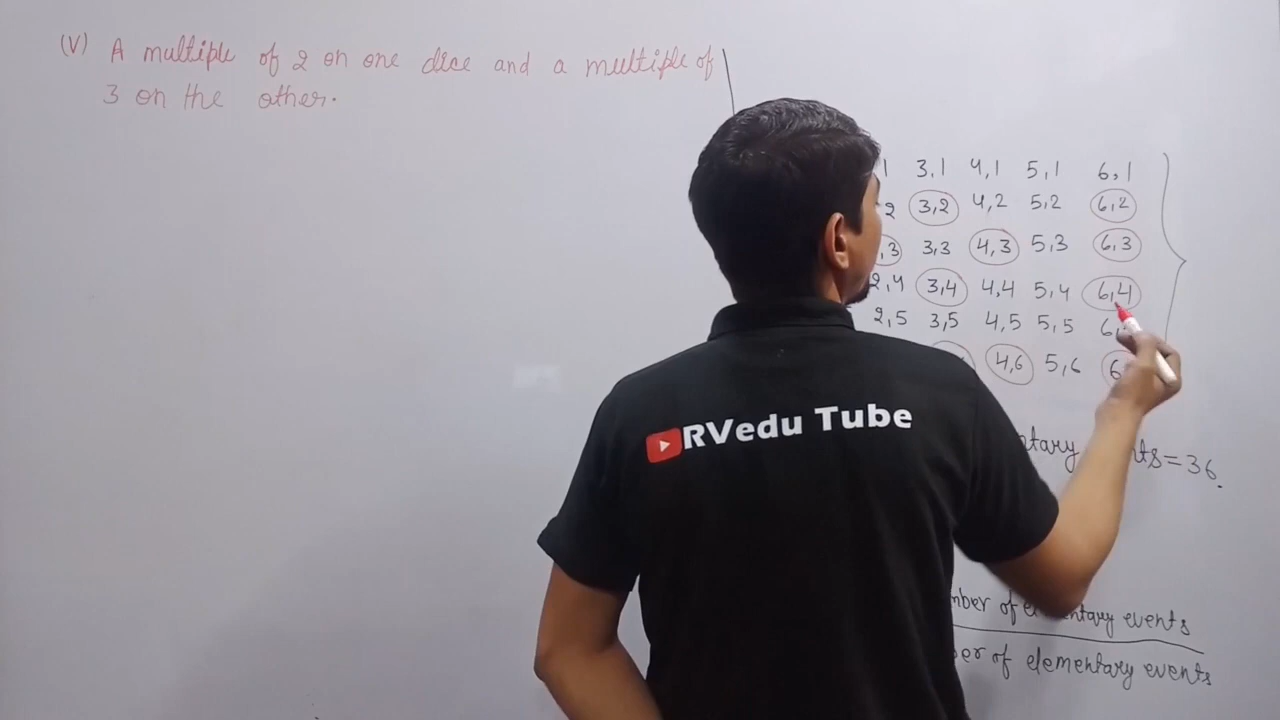 (V) A multiple of 2 on one dice and a multiple of
3 on the other.
1 3,1 4,1 5,1 6,1
2 3,2 4,2 5,2 6,2
,3 3,3 4,3 5,3 6,3
2,4 3,4 4,4 5,4 6,4
2,5 3,5 4,5 5,5 6,
4,6 5,6 6
ntary nts=36.
mber of elementary events
ber of elementary events
RVedu Tube